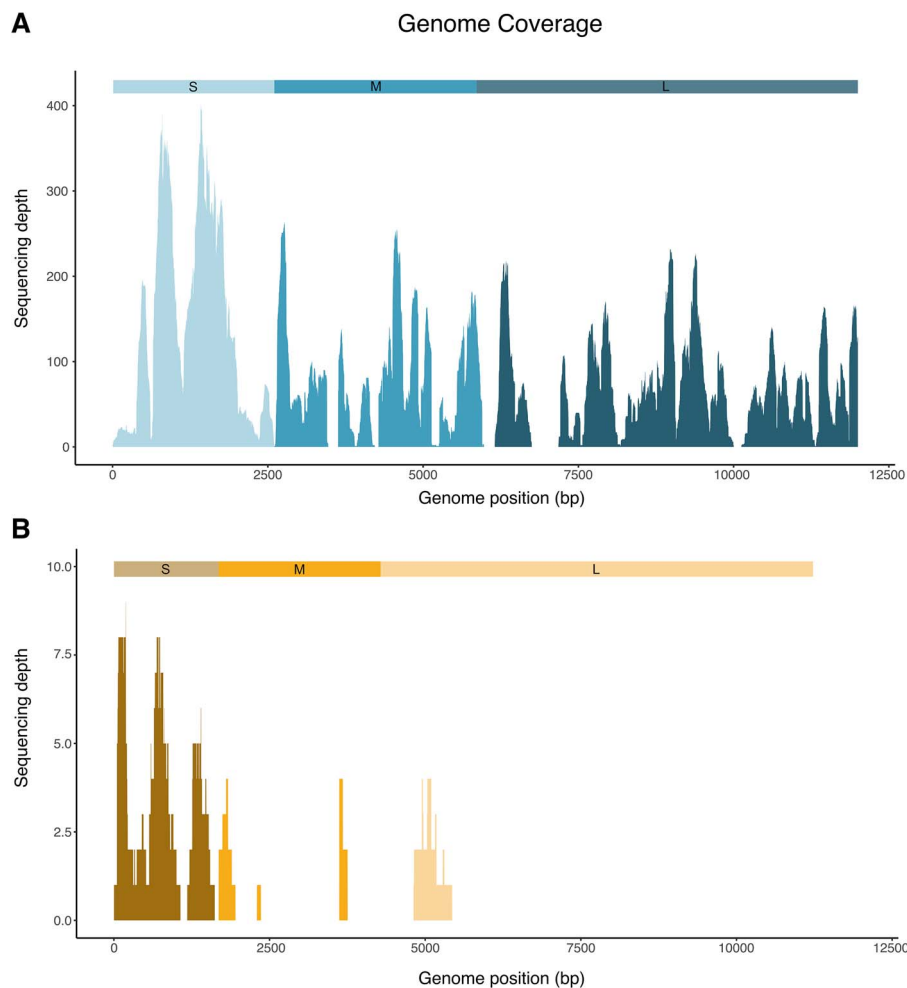 A
Genome Coverage
S M L
400
300
200
100
0
Sequencing depth
0 2500 5000 7500 10000 12500
Genome position (bp)
B
S M L
10.0
7.5
5.0
2.5
0.0
Sequencing depth
0 2500 5000 7500 10000 12500
Genome position (bp)